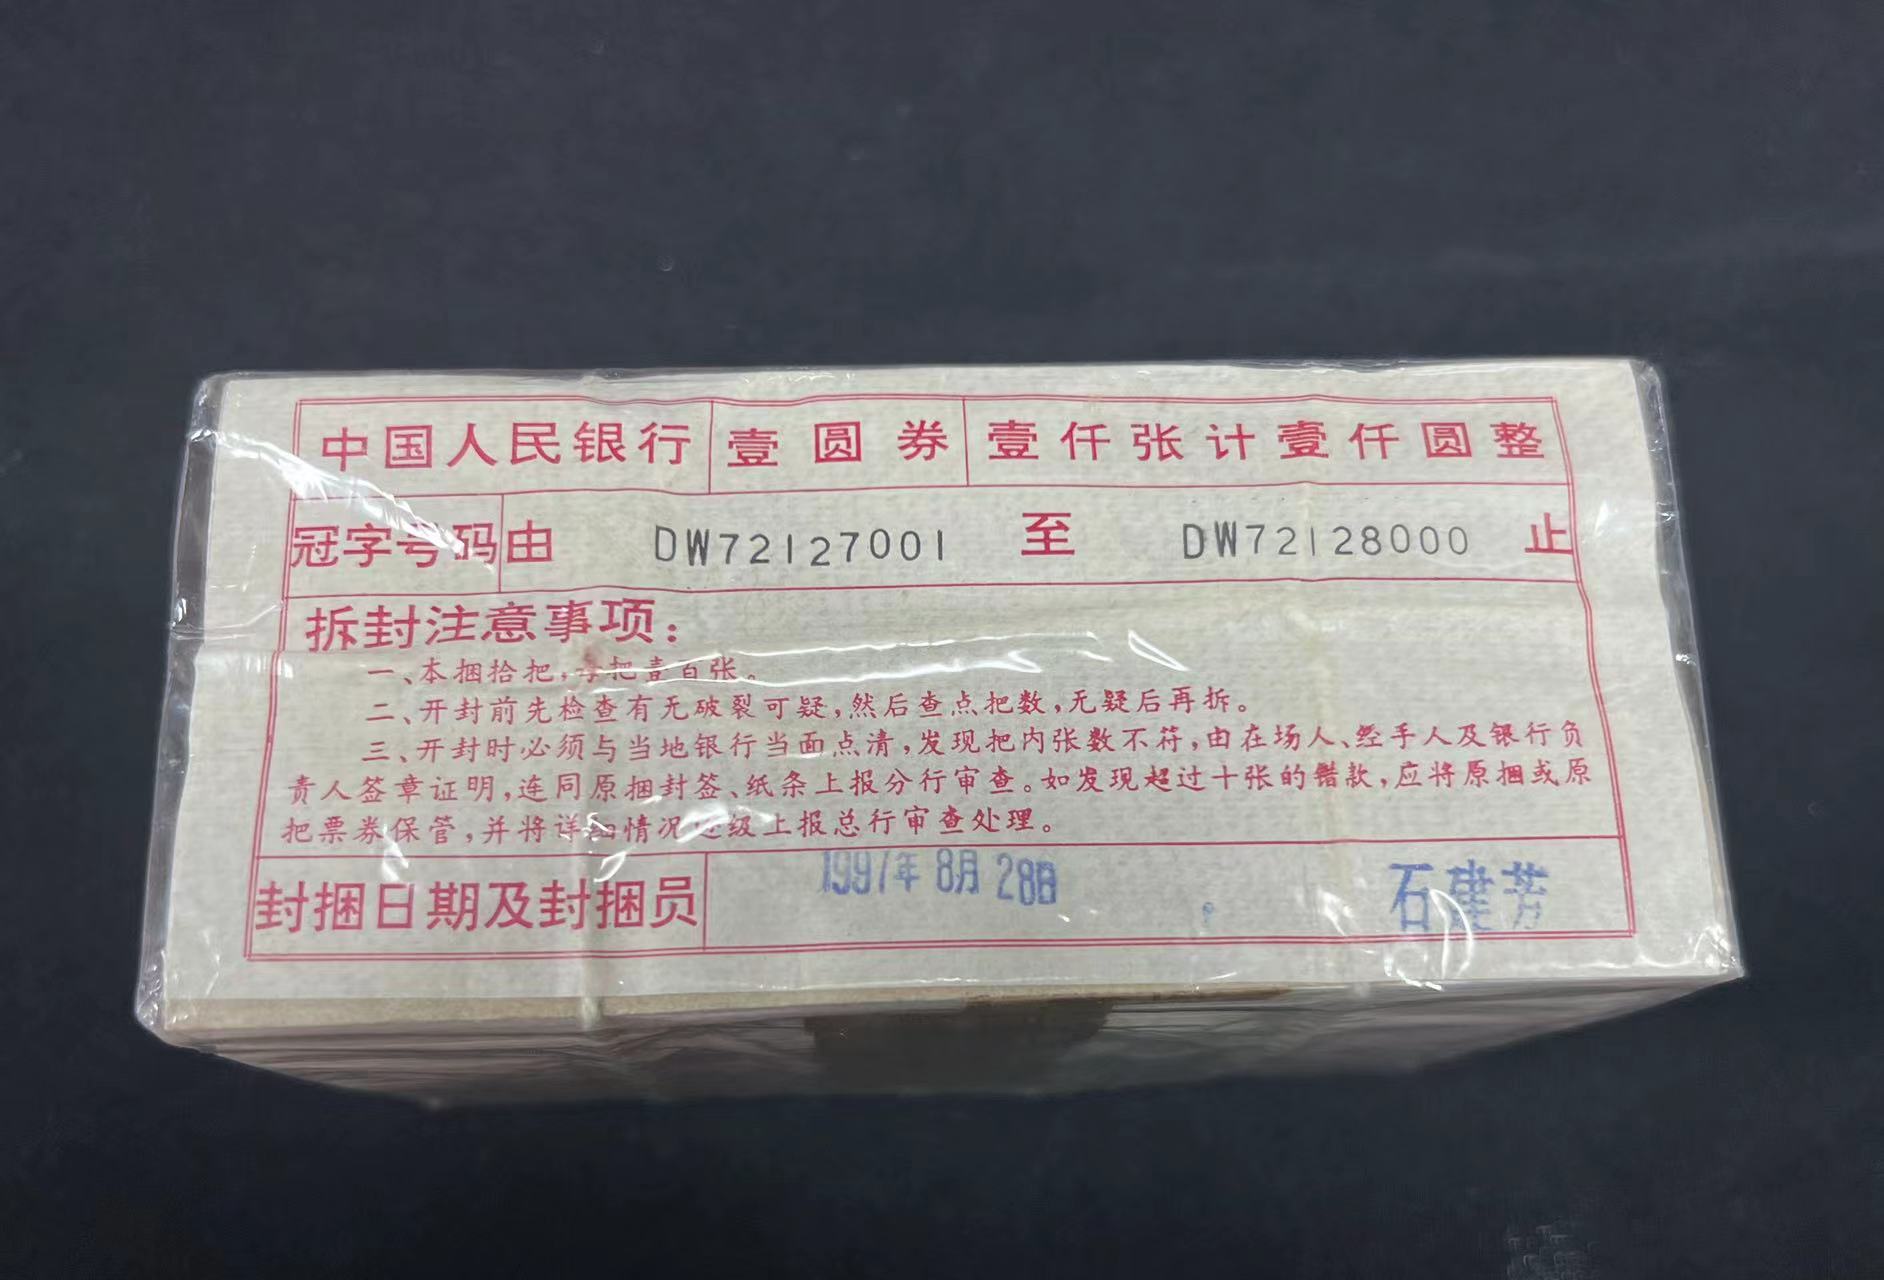 中国人民银行 壹圆券 壹仟张计壹仟圆整
冠字号码 由 DW72127001 至 DW72128000 止
拆封注意事项：
一、本捆拾把，每把壹百张。
二、开封前先检查有无破裂可疑，然后查点把数，无疑后再拆。
三、开封时必须与当地银行当面点清，发现把内张数不符，由在场人、经手人及银行负
责人签章证明，连同原捆封签、纸条上报分行审查。如发现超过十张的错款，应将原捆或原
把票券保管，并将详细情况逐级上报总行审查处理。
封捆日期及封捆员 1997年8月28日 石建芳